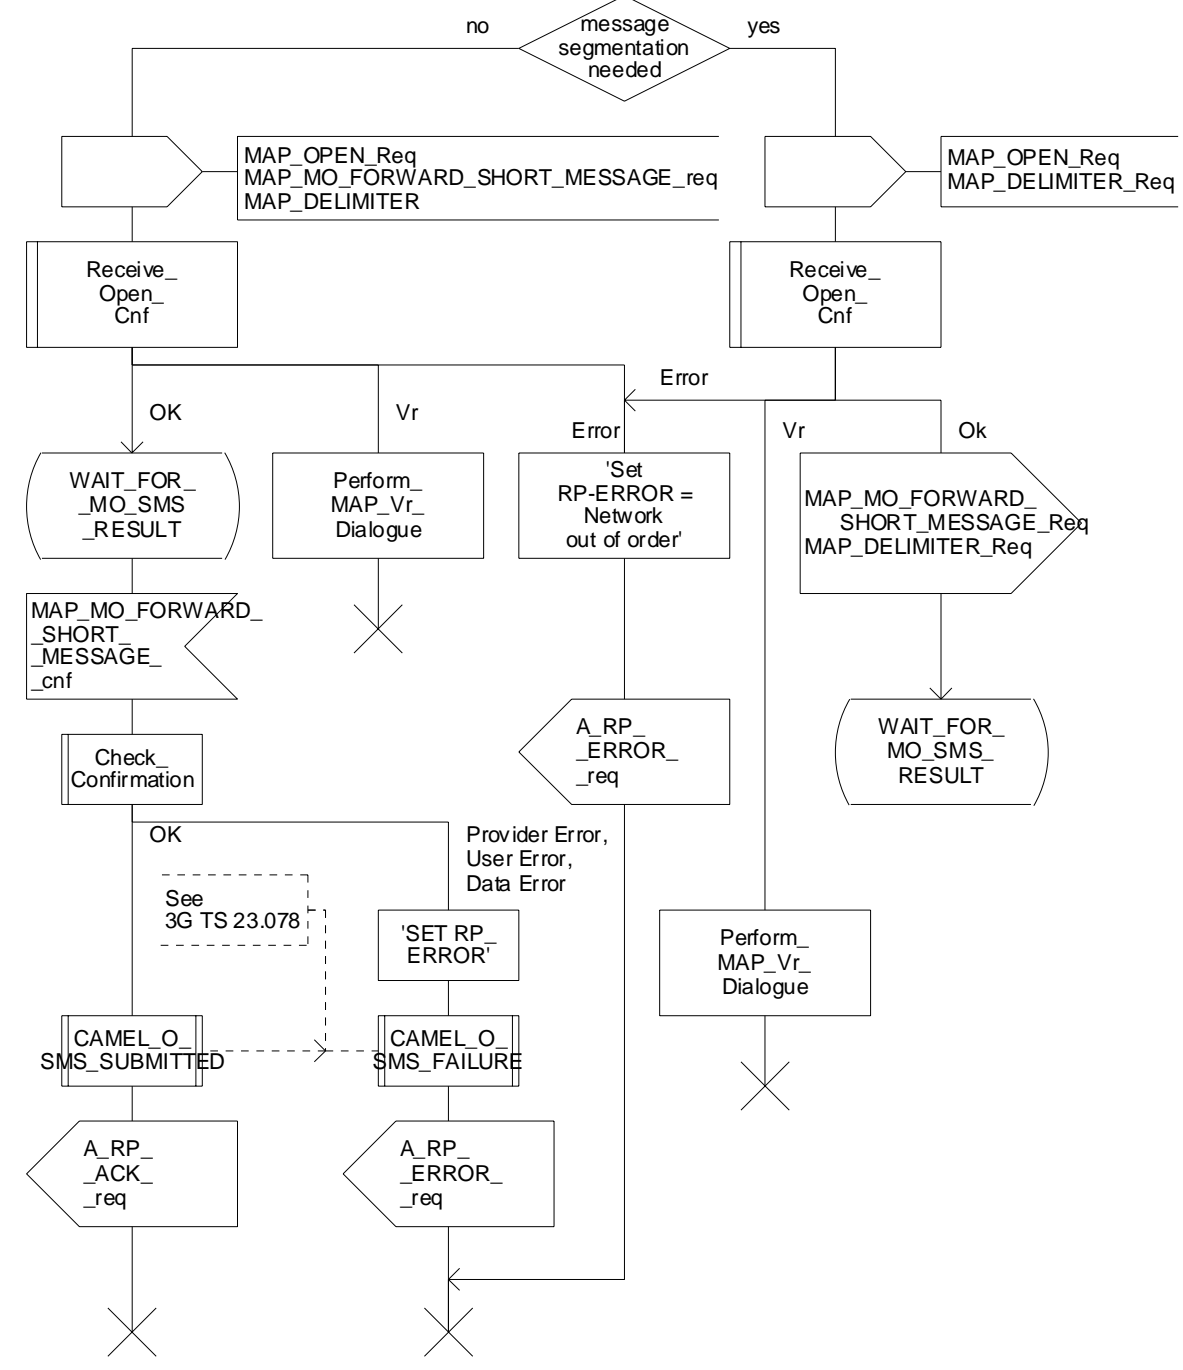 no
message
segmentation
needed
yes
MAP_OPEN_Req
MAP_MO_FORWARD_SHORT_MESSAGE_req
MAP_DELIMITER
MAP_OPEN_Req
MAP_DELIMITER_Req
Receive_
Open_
Cnf
Receive_
Open_
Cnf
Error
OK
Vr
Error
Vr
Ok
WAIT_FOR_
_MO_SMS
_RESULT
Perform_
MAP_Vr_
Dialogue
'Set
RP-ERROR =
Network
out of order'
MAP_MO_FORWARD_
SHORT_MESSAGE_Req
MAP_DELIMITER_Req
MAP_MO_FORWARD_
_SHORT_
_MESSAGE_
_cnf
A_RP_
_ERROR_
_req
WAIT_FOR_
MO_SMS_
RESULT
Check_
Confirmation
OK
Provider Error,
User Error,
Data Error
See
3G TS 23.078
'SET RP_
ERROR'
Perform_
MAP_Vr_
Dialogue
CAMEL_O_
SMS_SUBMITTED
CAMEL_O_
SMS_FAILURE
A_RP_
_ACK_
_req
A_RP_
_ERROR_
_req